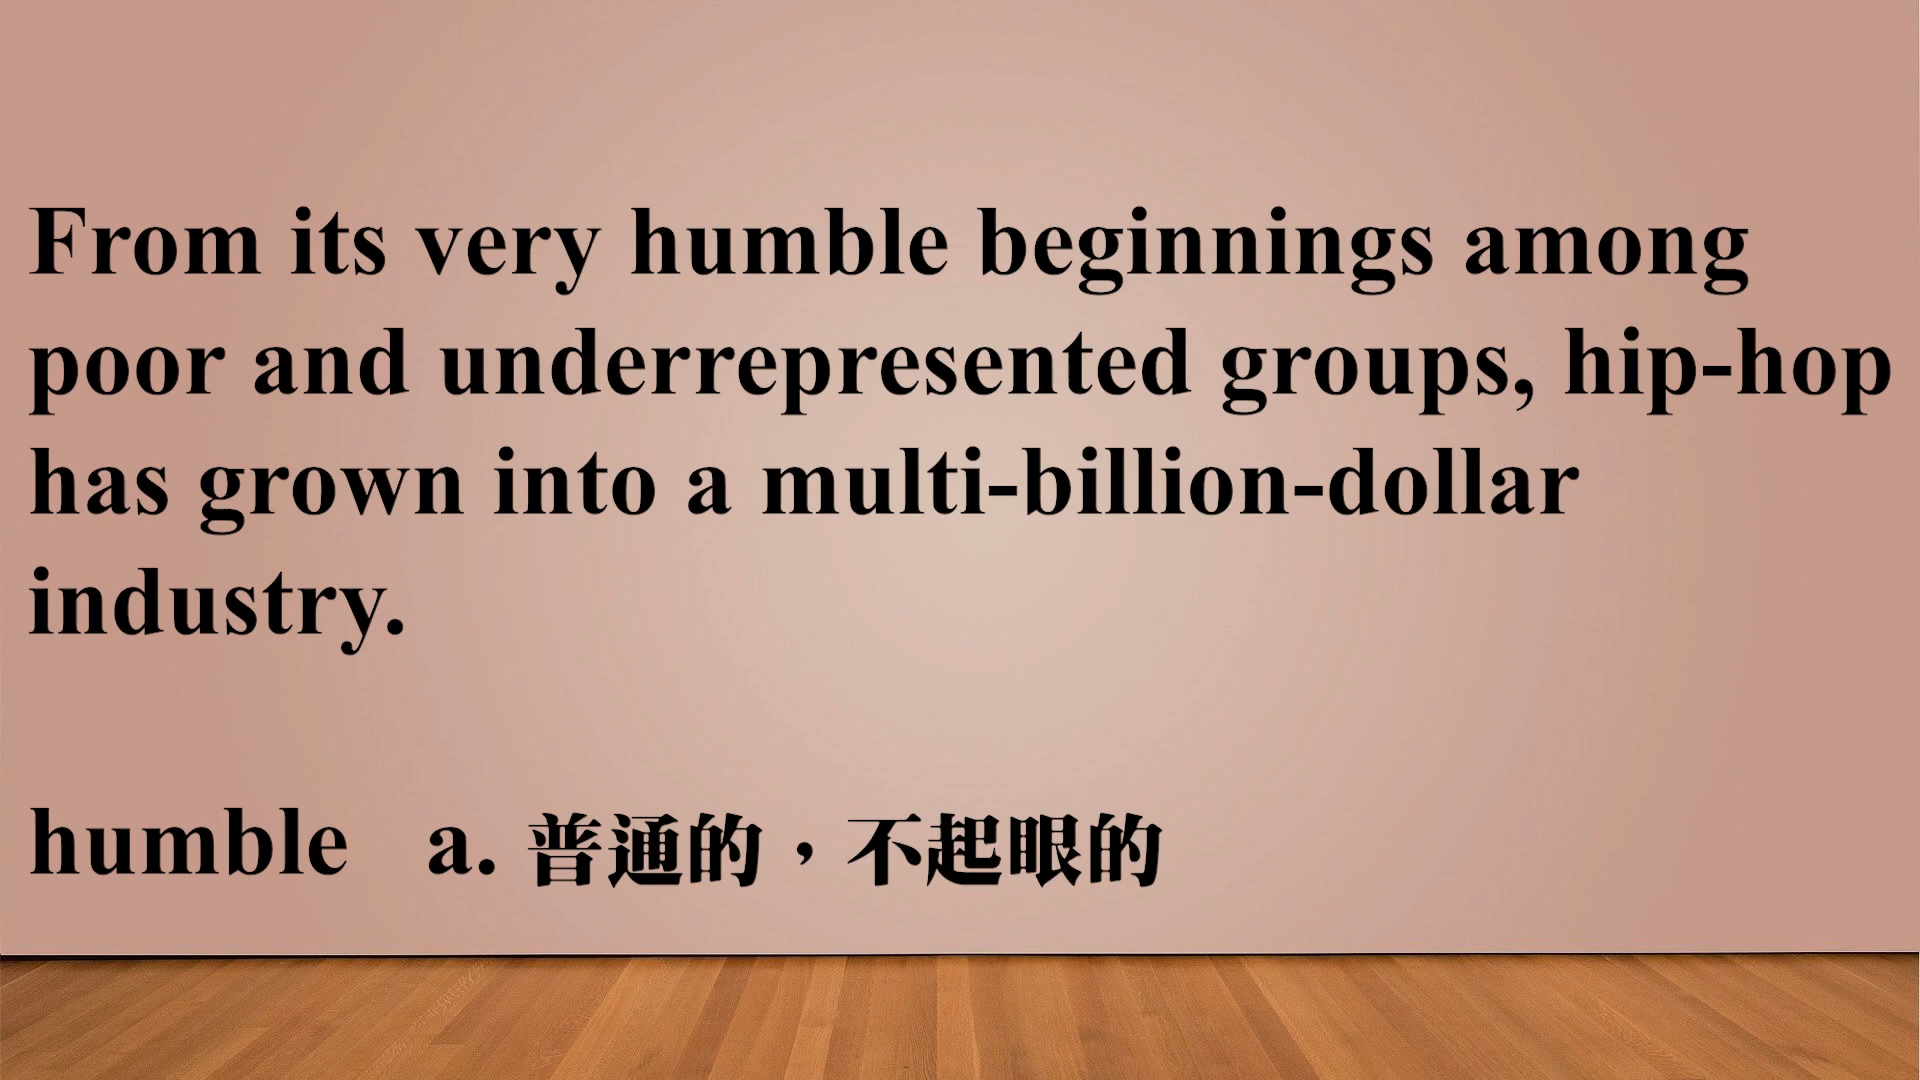 From its very humble beginnings among
poor and underrepresented groups, hip-hop
has grown into a multi-billion-dollar
industry.
humble a. 普通的，不起眼的